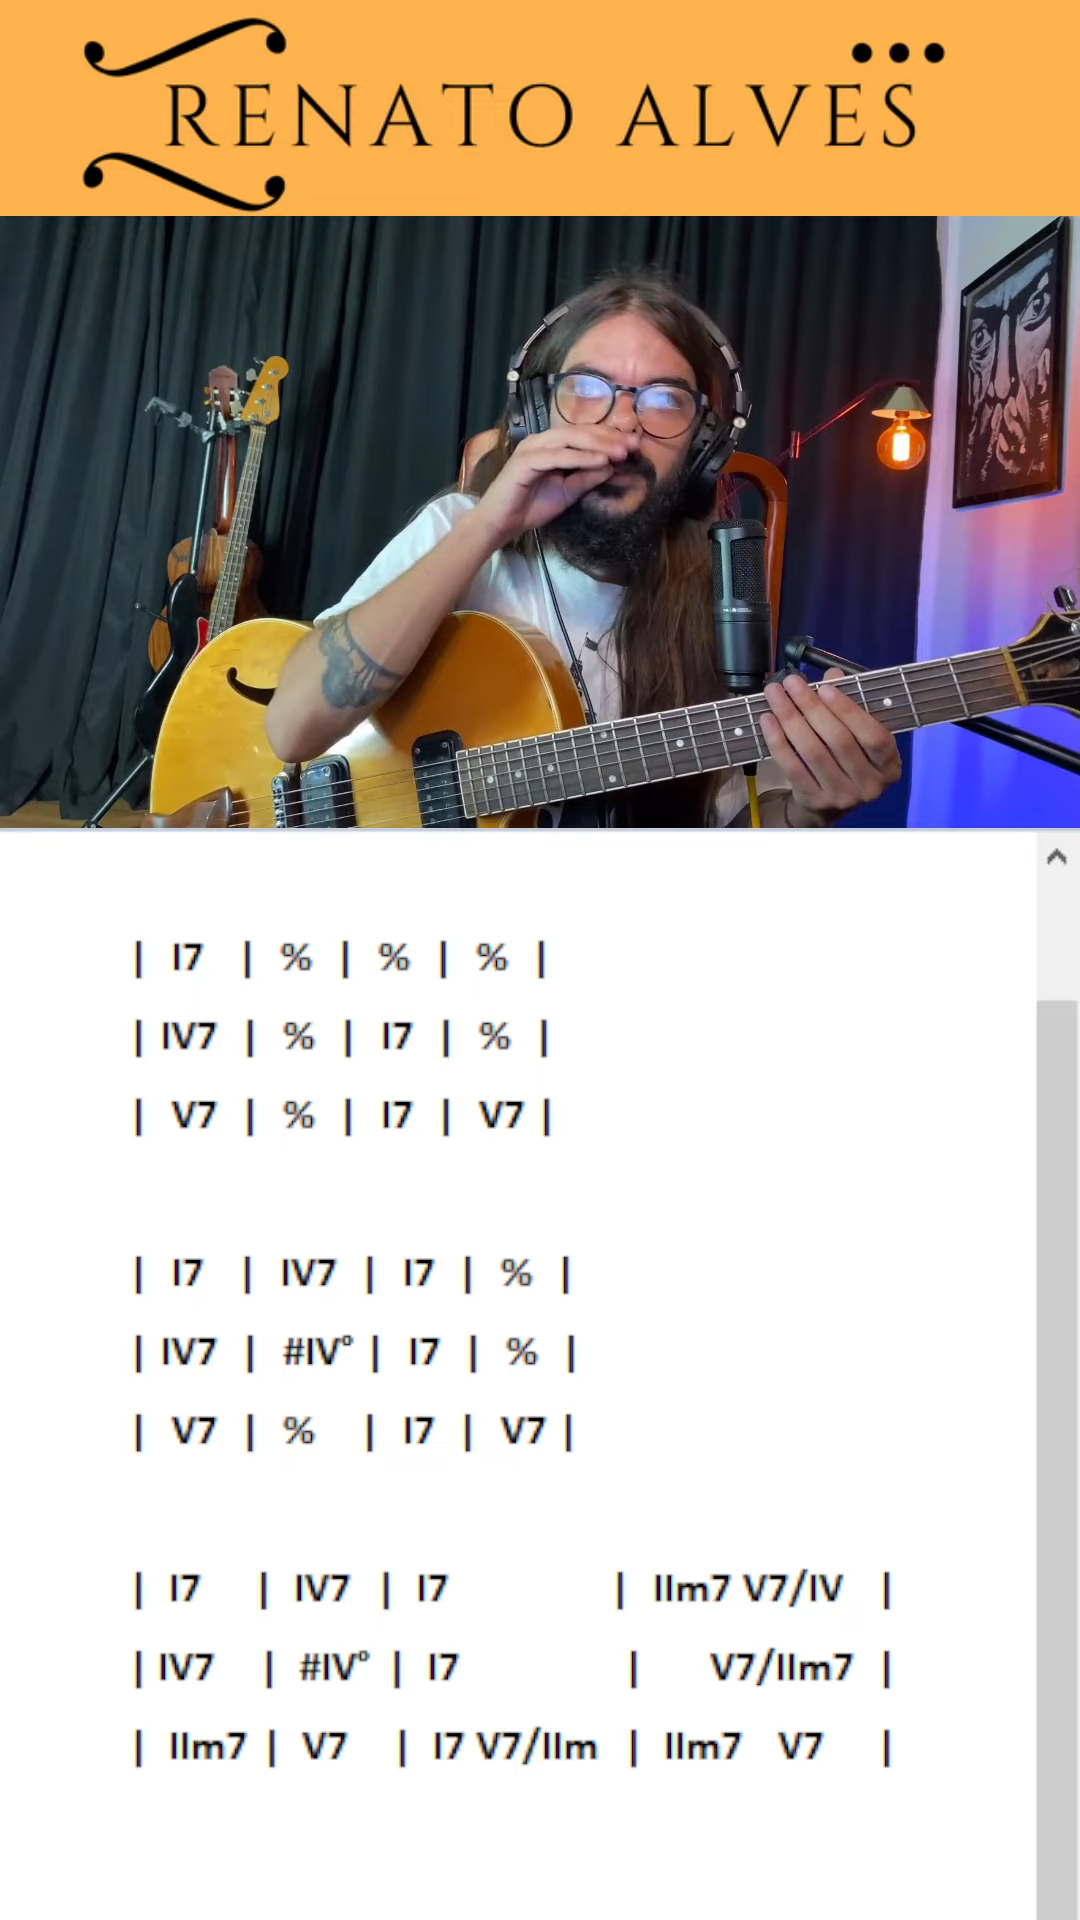 RENATO ALVES
| I7 | % | % | % |
| IV7 | % | I7 | % |
| V7 | % | I7 | V7 |
| I7 | IV7 | I7 | % |
| IV7 | #IV° | I7 | % |
| V7 | % | I7 | V7 |
| I7 | IV7 | I7 | IIm7 V7/IV |
| IV7 | #IV° | I7 | V7/IIm7 |
| IIm7 | V7 | I7 V7/IIm | IIm7 V7 |